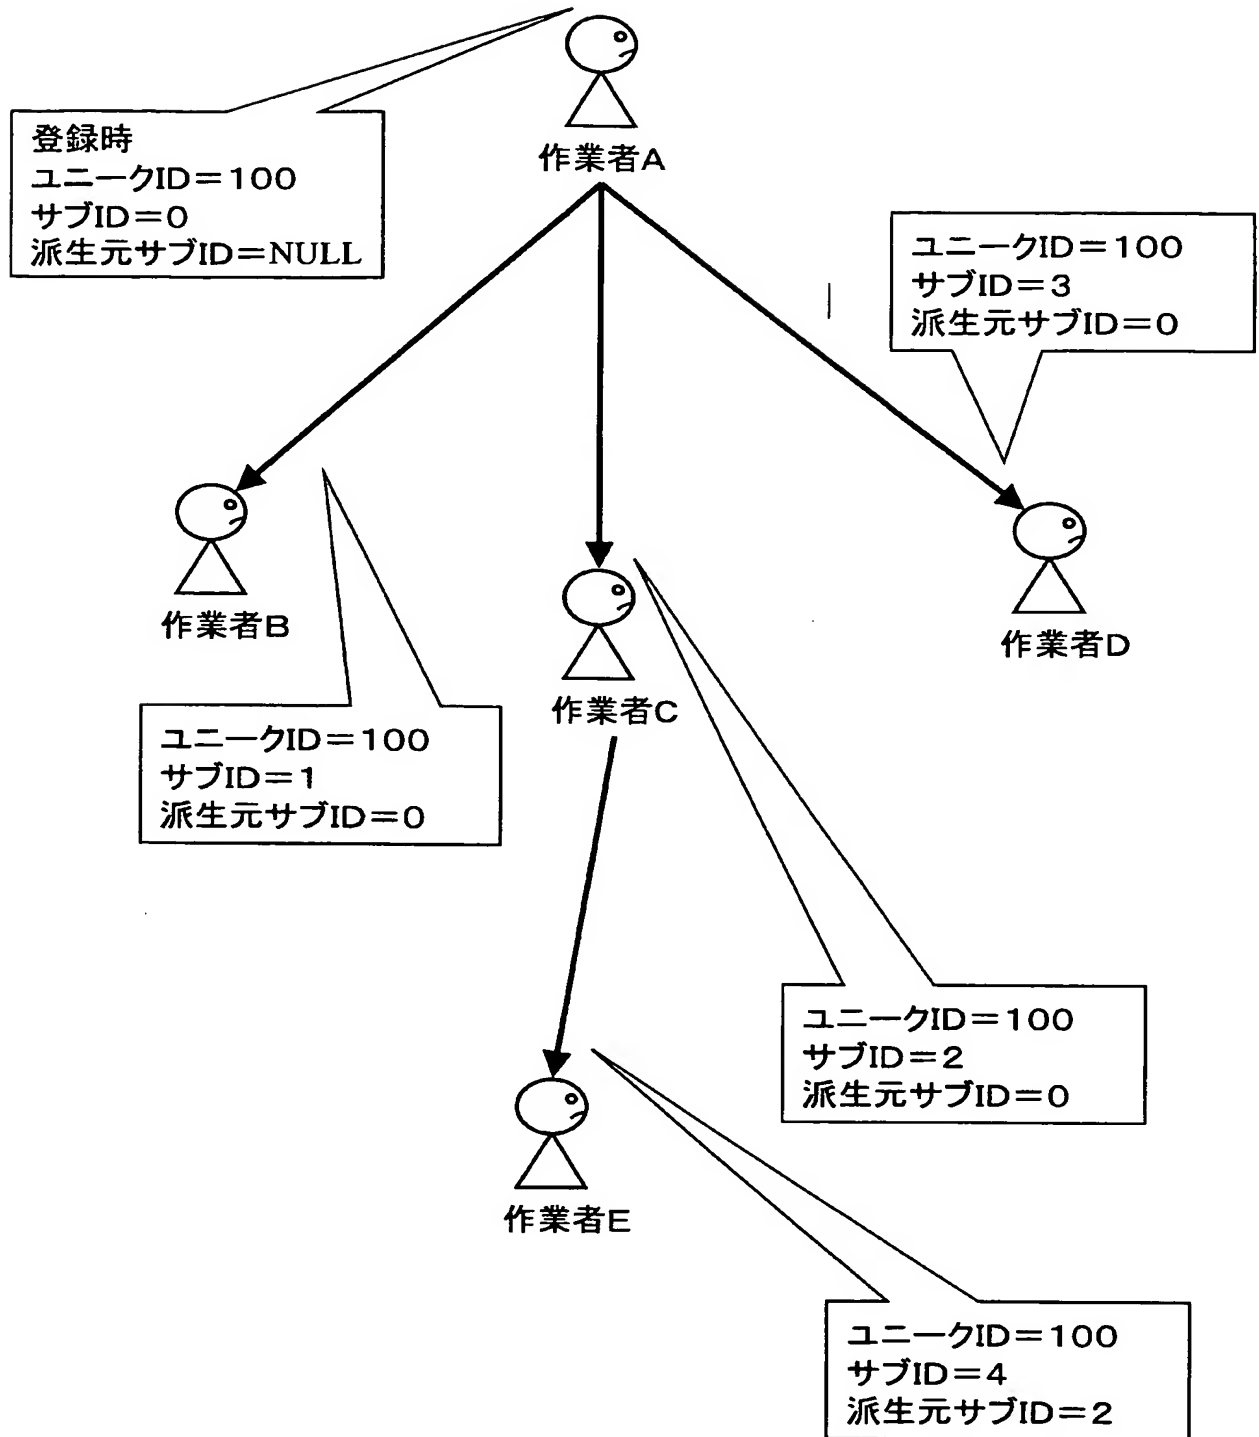 作業者A
登録時
ユニークID=100
サブID=0
派生元サブID=NULL
ユニークID=100
サブID=3
派生元サブID=0
作業者B
作業者C
作業者D
ユニークID=100
サブID=1
派生元サブID=0
ユニークID=100
サブID=2
派生元サブID=0
作業者E
ユニークID=100
サブID=4
派生元サブID=2